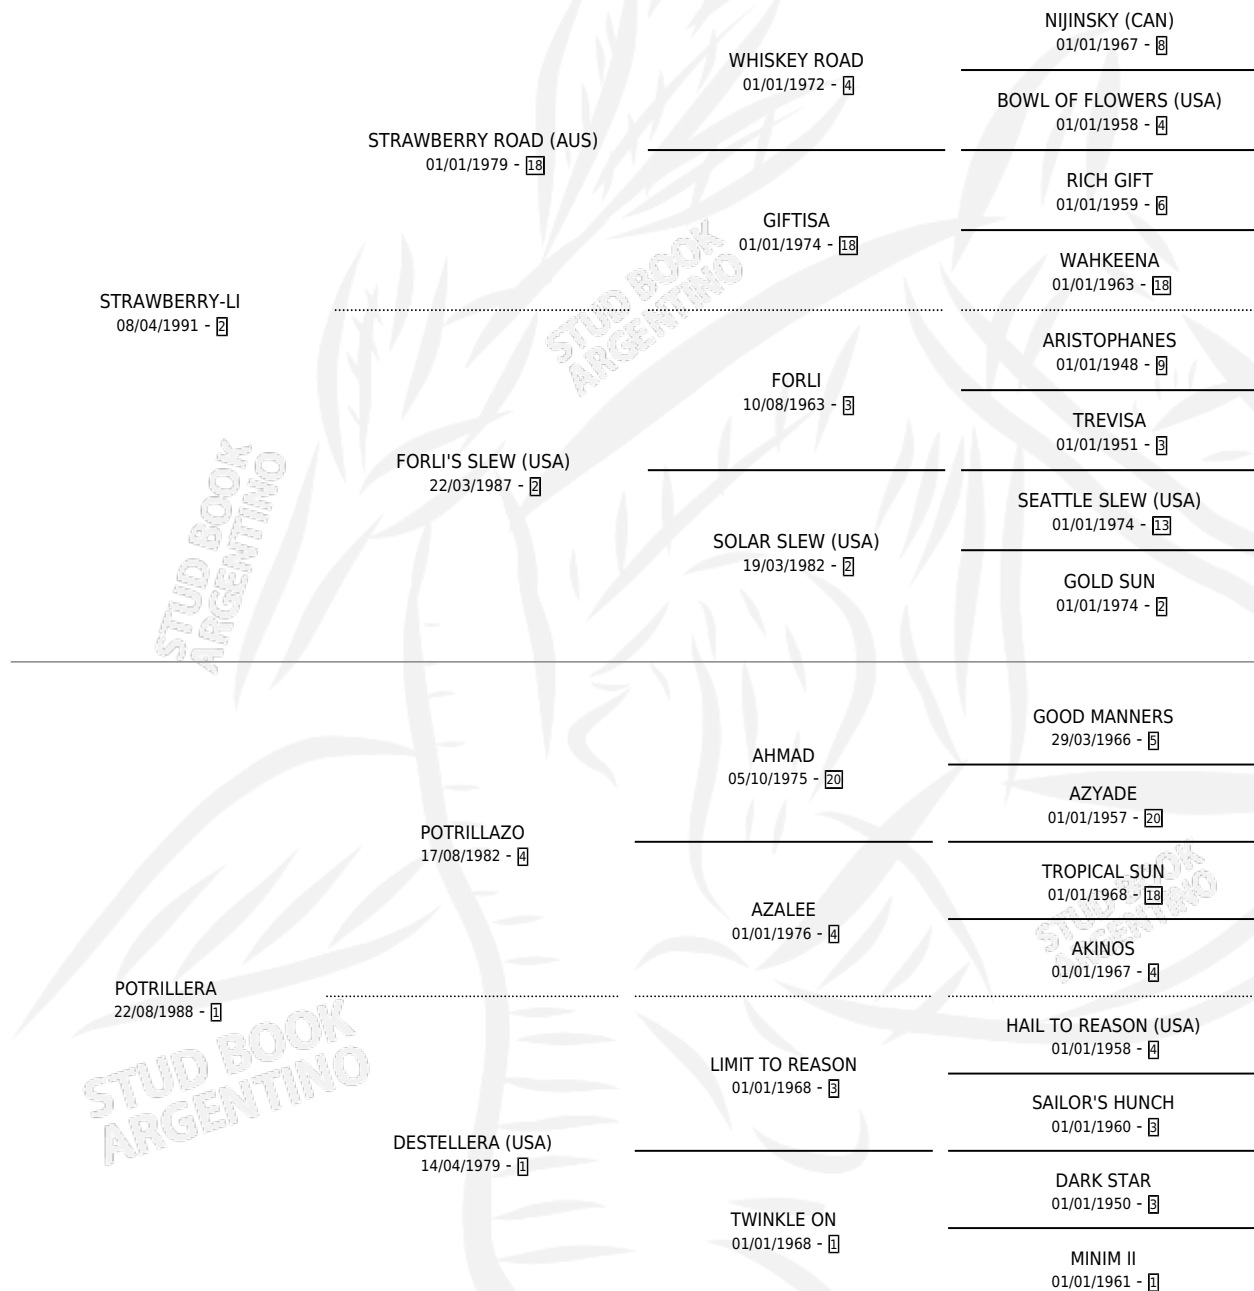 NIJINSKY (CAN)
01/01/1967 - 8
WHISKEY ROAD
01/01/1972 - 4
BOWL OF FLOWERS (USA)
01/01/1958 - 4
STRAWBERRY ROAD (AUS)
01/01/1979 - 18
RICH GIFT
01/01/1959 - 6
GIFTISA
01/01/1974 - 18
WAHKEENA
01/01/1963 - 18
STRAWBERRY-LI
08/04/1991 - 2
ARISTOPHANES
01/01/1948 - 9
FORLI
10/08/1963 - 3
TREVISA
01/01/1951 - 3
FORLI'S SLEW (USA)
22/03/1987 - 2
SEATTLE SLEW (USA)
01/01/1974 - 13
SOLAR SLEW (USA)
19/03/1982 - 2
GOLD SUN
01/01/1974 - 2
GOOD MANNERS
29/03/1966 - 5
AHMAD
05/10/1975 - 20
AZYADE
01/01/1957 - 20
POTRILLAZO
17/08/1982 - 4
TROPICAL SUN
01/01/1968 - 18
AZALEE
01/01/1976 - 4
AKINOS
01/01/1967 - 4
POTRILLERA
22/08/1988 - 1
HAIL TO REASON (USA)
01/01/1958 - 4
LIMIT TO REASON
01/01/1968 - 3
SAILOR'S HUNCH
01/01/1960 - 3
DESTELLERA (USA)
14/04/1979 - 1
DARK STAR
01/01/1950 - 3
TWINKLE ON
01/01/1968 - 1
MINIM II
01/01/1961 - 1
STUD BOOK
ARGENTINO
STUD BOOK
ARGENTINO
STUD BOOK
ARGENTINO
STUD BOOK
ARGENTINO